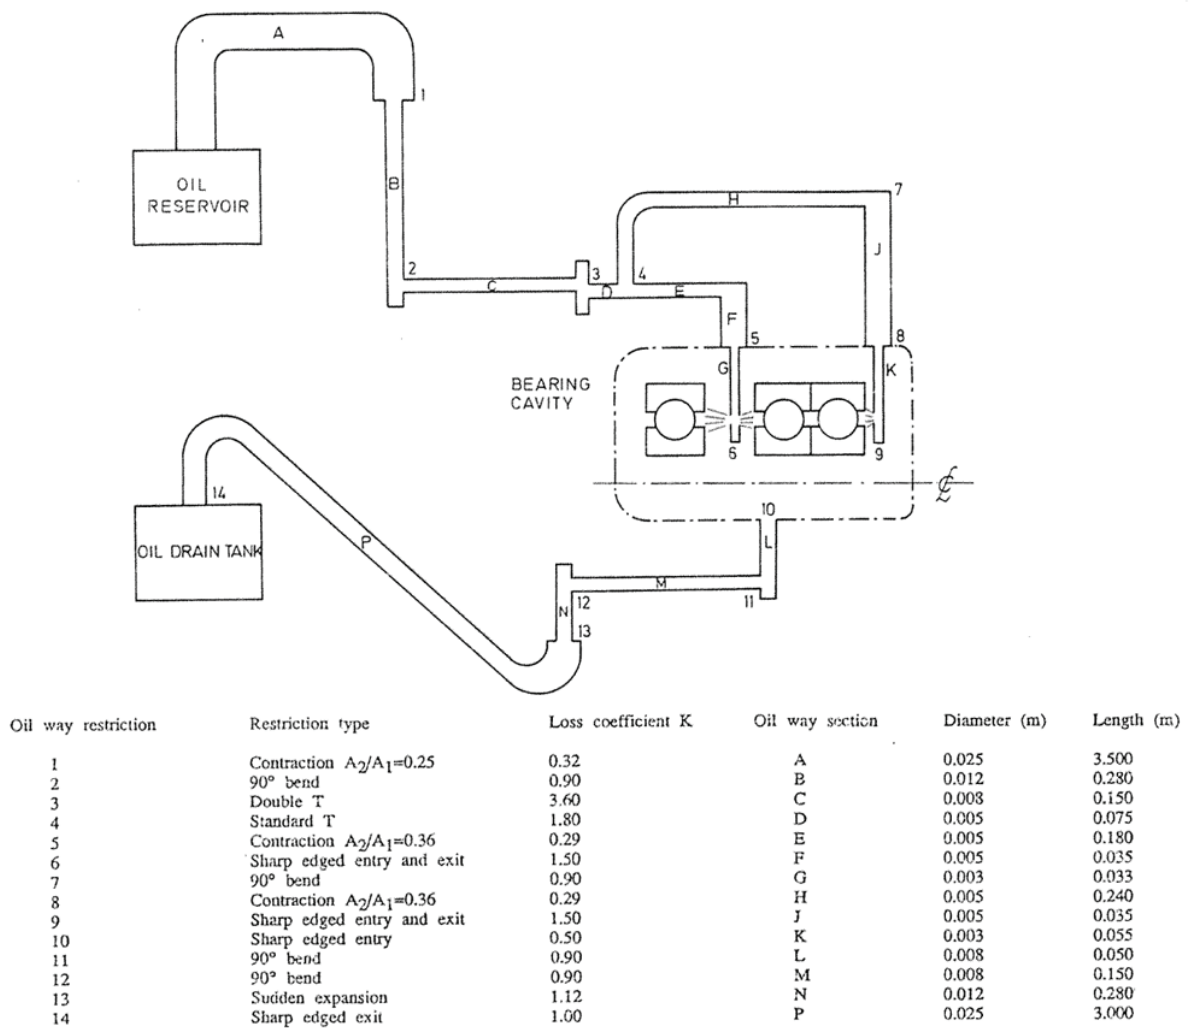 A
1
OIL
RESERVOIR
B
2
C
3
D
4
E
H
7
J
F
5
8
G
K
BEARING
CAVITY
6
9
℄
10
14
OIL DRAIN TANK
P
L
M
N
12
11
13
Oil way restriction Restriction type Loss coefficient K Oil way section Diameter (m) Length (m)
1 Contraction A2/A1=0.25 0.32 A 0.025 3.500
2 90° bend 0.90 B 0.012 0.280
3 Double T 3.60 C 0.008 0.150
4 Standard T 1.80 D 0.005 0.075
5 Contraction A2/A1=0.36 0.29 E 0.005 0.180
6 Sharp edged entry and exit 1.50 F 0.005 0.035
7 90° bend 0.90 G 0.003 0.033
8 Contraction A2/A1=0.36 0.29 H 0.005 0.240
9 Sharp edged entry and exit 1.50 J 0.005 0.035
10 Sharp edged entry 0.50 K 0.003 0.055
11 90° bend 0.90 L 0.008 0.050
12 90° bend 0.90 M 0.008 0.150
13 Sudden expansion 1.12 N 0.012 0.280
14 Sharp edged exit 1.00 P 0.025 3.000